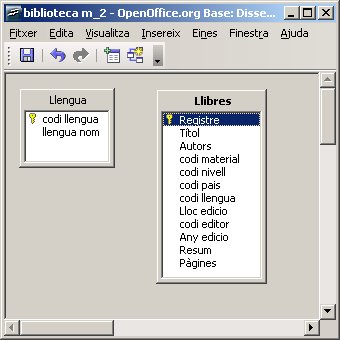 biblioteca m_2 - OpenOffice.org Base: Disse...
Fitxer Edita Visualitza Insereix Eines Finestra Ajuda
Llengua
codi llengua
llengua nom
Llibres
Registre
Títol
Autors
codi material
codi nivell
codi pais
codi llengua
Lloc edicio
codi editor
Any edicio
Resum
Pàgines